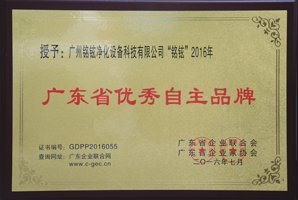 授予：广州铭铉净化设备科技有限公司“铭铉”2016年
广东省优秀自主品牌
证书编号：GDPP2016055
查询网址：广东企业联合网
www.c-gec.cn
广东省企业联合会
广东省企业家协会
二〇一六年七月